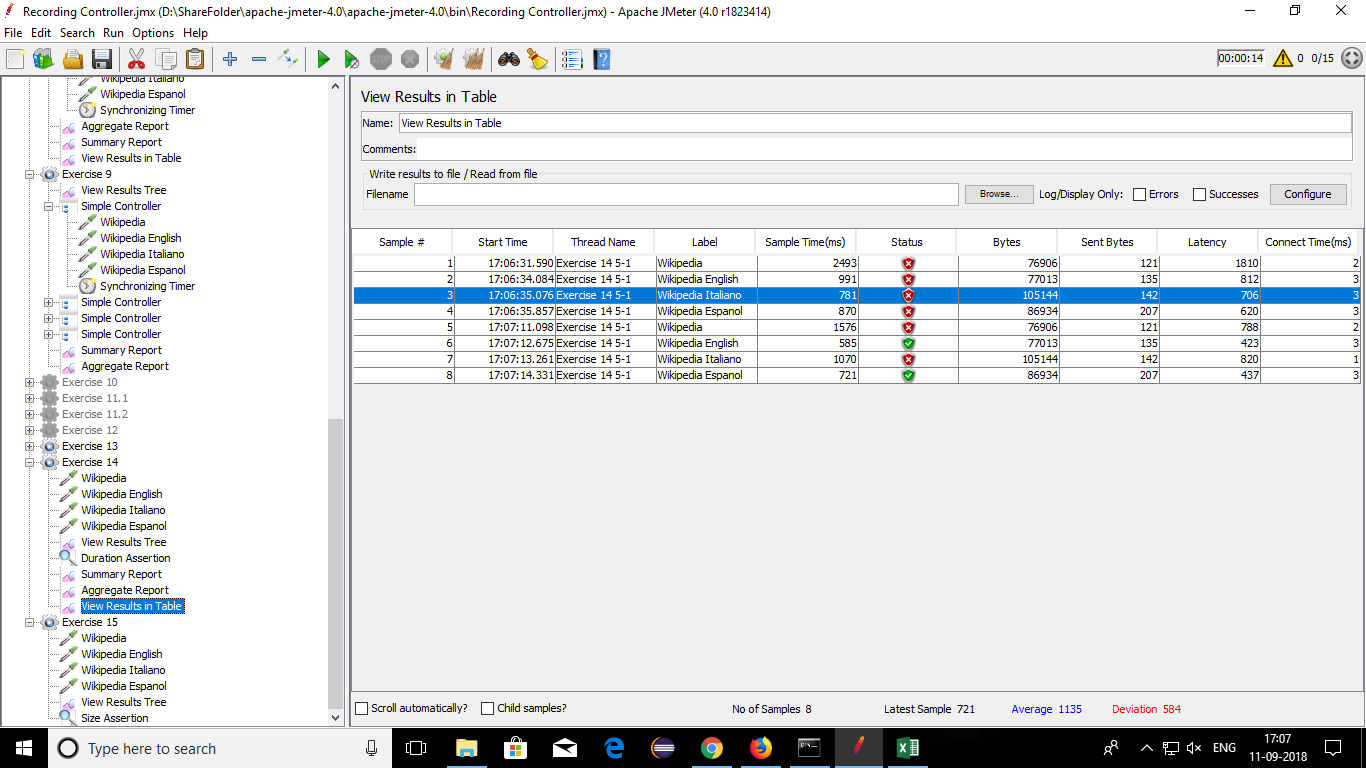 Recording Controller.jmx (D:\ShareFolder\apache-jmeter-4.0\apache-jmeter-4.0\bin\Recording Controller.jmx) - Apache JMeter (4.0 r1823414)
File Edit Search Run Options Help
STOP
00:00:14 0 0/15
Wikipedia Italiano
Wikipedia Espanol
Synchronizing Timer
Aggregate Report
Summary Report
View Results in Table
Exercise 9
View Results Tree
Simple Controller
Wikipedia
Wikipedia English
Wikipedia Italiano
Wikipedia Espanol
Synchronizing Timer
Simple Controller
Simple Controller
Simple Controller
Summary Report
Aggregate Report
Exercise 10
Exercise 11.1
Exercise 11.2
Exercise 12
Exercise 13
Exercise 14
Wikipedia
Wikipedia English
Wikipedia Italiano
Wikipedia Espanol
View Results Tree
Duration Assertion
Summary Report
Aggregate Report
View Results in Table
Exercise 15
Wikipedia
Wikipedia English
Wikipedia Italiano
Wikipedia Espanol
View Results Tree
Size Assertion
View Results in Table
Name: View Results in Table
Comments:
Write results to file / Read from file
Filename Browse... Log/Display Only: Errors Successes Configure
Sample # Start Time Thread Name Label Sample Time(ms) Status Bytes Sent Bytes Latency Connect Time(ms)
1 17:06:31.590 Exercise 14 5-1 Wikipedia 2493 76906 121 1810 2
2 17:06:34.084 Exercise 14 5-1 Wikipedia English 991 77013 135 812 3
3 17:06:35.076 Exercise 14 5-1 Wikipedia Italiano 781 105144 142 706 3
4 17:06:35.857 Exercise 14 5-1 Wikipedia Espanol 870 86934 207 620 3
5 17:07:11.098 Exercise 14 5-1 Wikipedia 1576 76906 121 788 2
6 17:07:12.675 Exercise 14 5-1 Wikipedia English 585 77013 135 423 3
7 17:07:13.261 Exercise 14 5-1 Wikipedia Italiano 1070 105144 142 820 1
8 17:07:14.331 Exercise 14 5-1 Wikipedia Espanol 721 86934 207 437 3
Scroll automatically? Child samples? No of Samples 8 Latest Sample 721 Average 1135 Deviation 584
Type here to search
ENG
17:07
11-09-2018